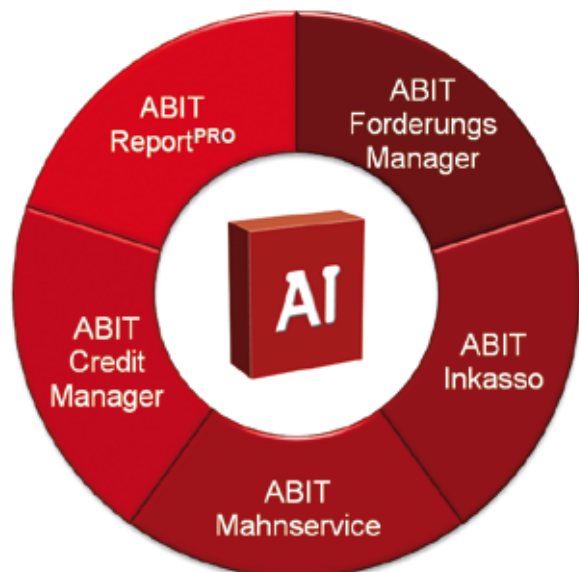 ABIT
Report^PRO
ABIT
Forderungs
Manager
AI
ABIT
Credit
Manager
ABIT
Inkasso
ABIT
Mahnservice